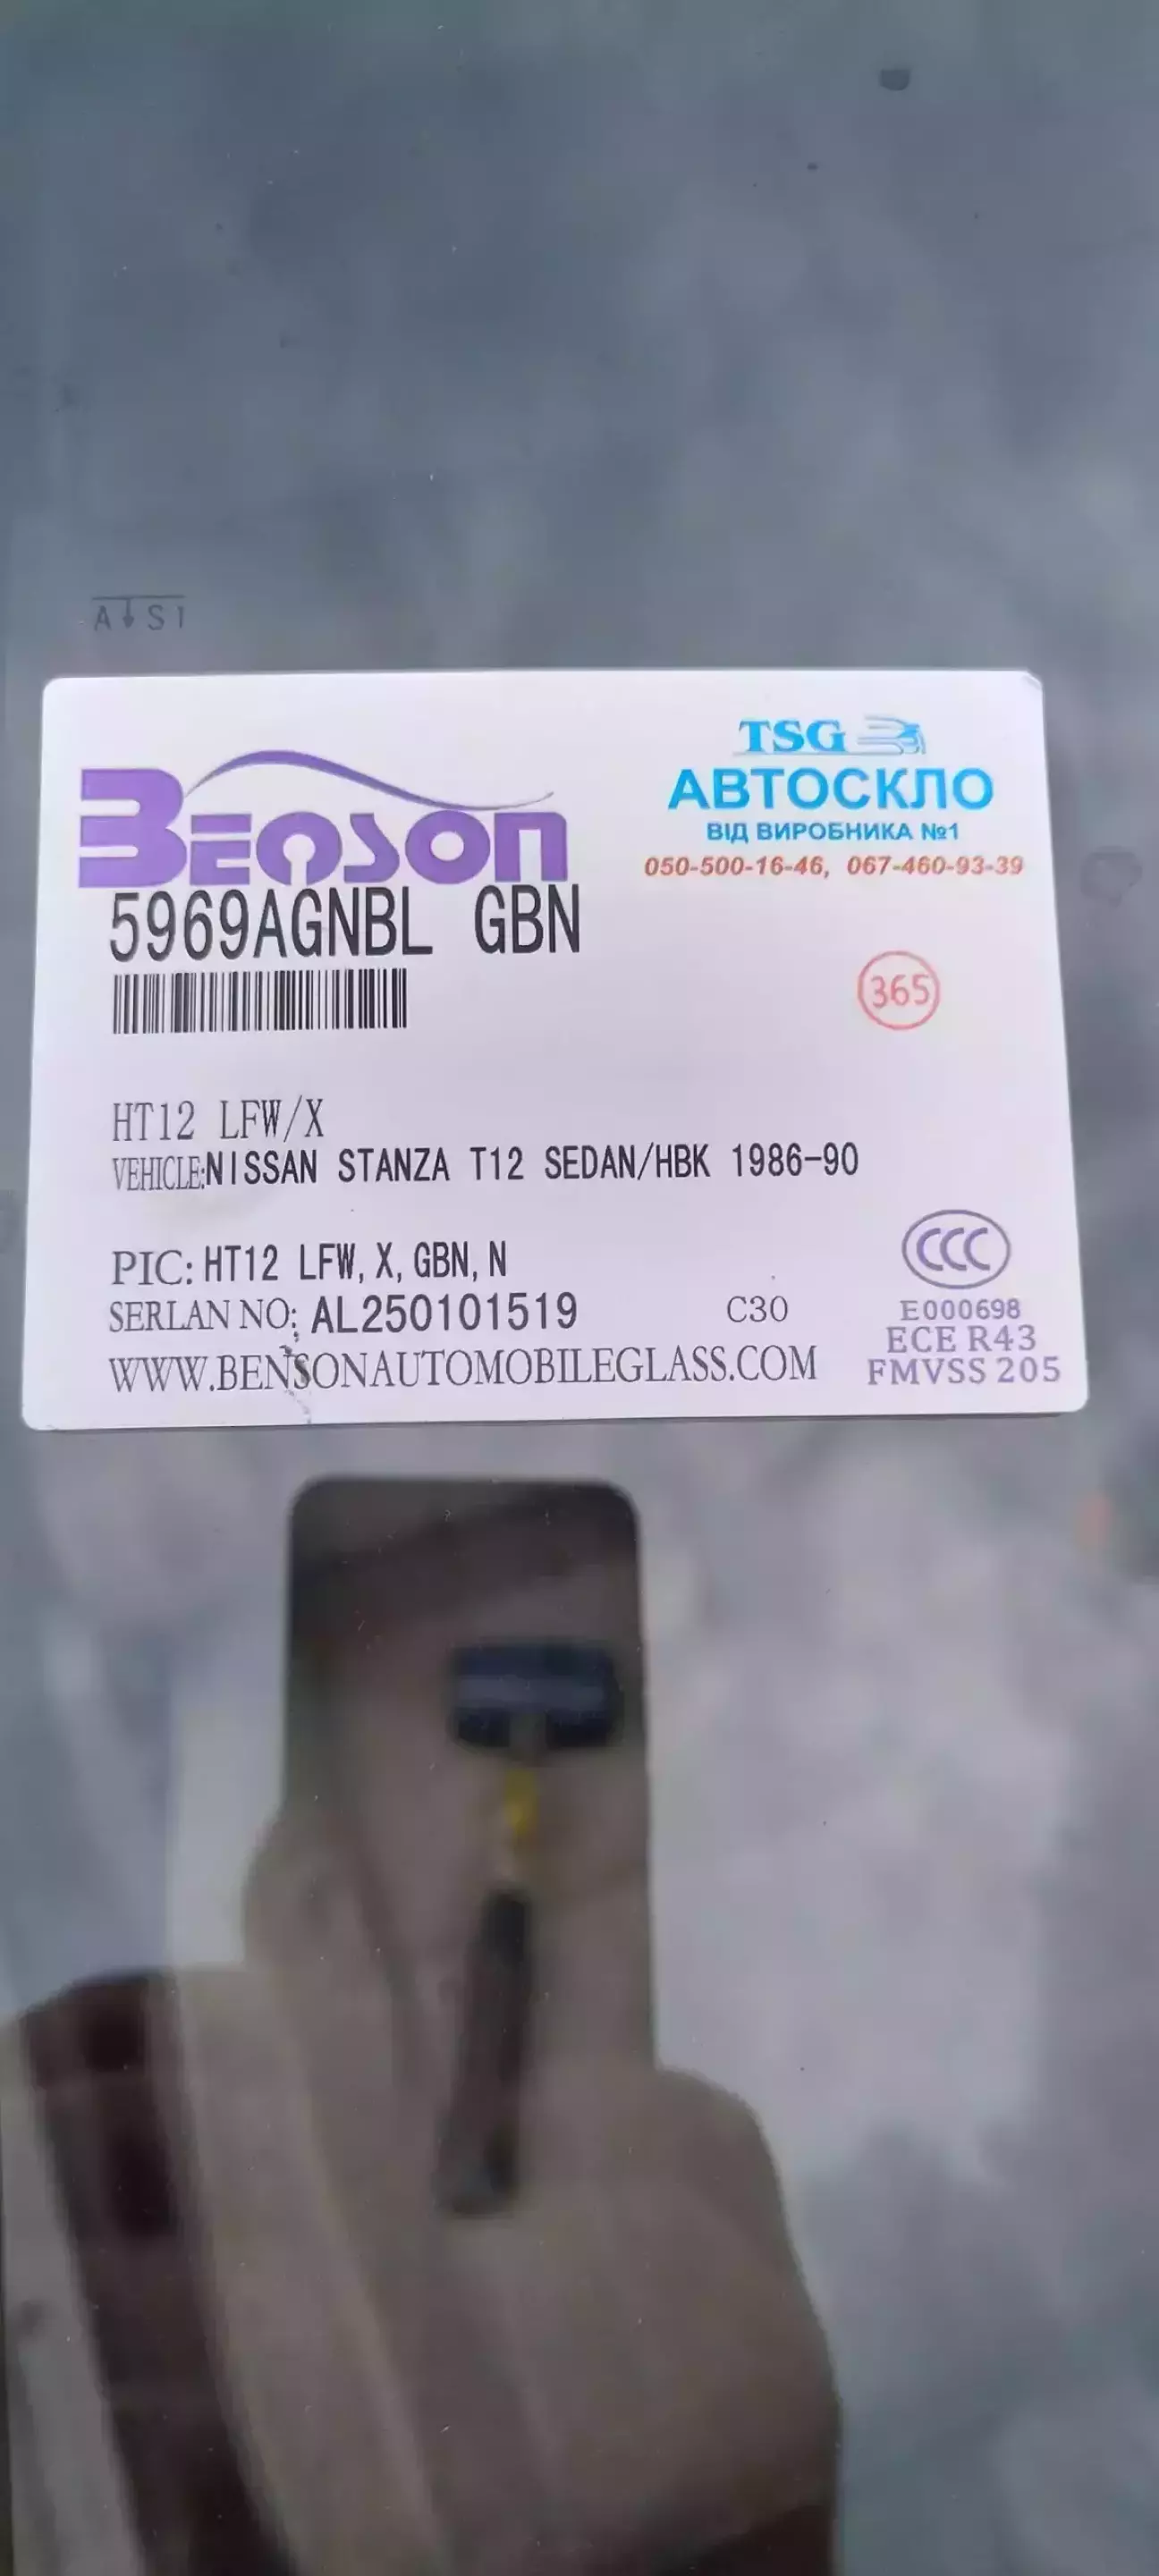 A↓S1
BENSON
TSG
АВТОСКЛО
ВІД ВИРОБНИКА №1
050-500-16-46, 067-460-93-39
5969AGNBL GBN
365
HT12 LFW/X
VEHICLE:NISSAN STANZA T12 SEDAN/HBK 1986-90
PIC: HT12 LFW, X, GBN, N
SERLAN NO: AL250101519 C30
WWW.BENSONAUTOMOBILEGLASS.COM
CCC
E000698
ECE R43
FMVSS 205